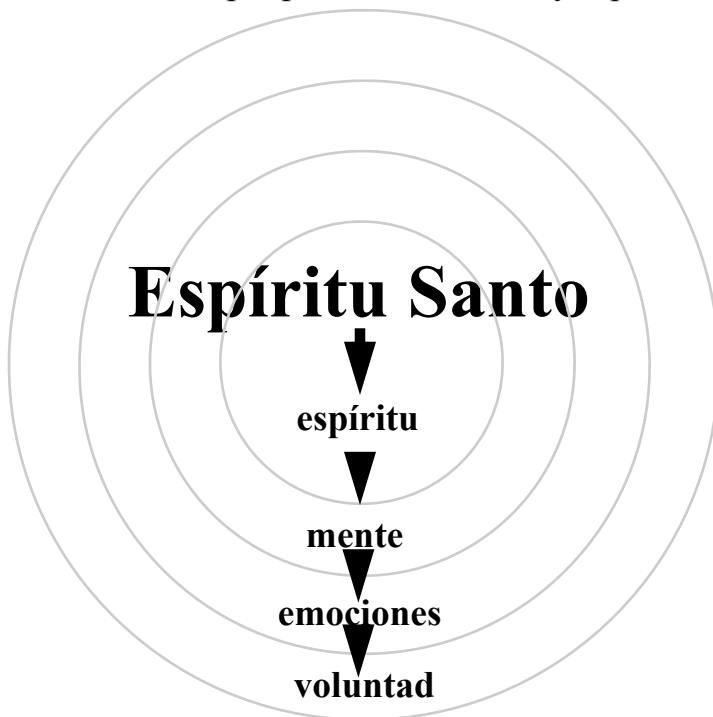 Espíritu Santo
espíritu
mente
emociones
voluntad